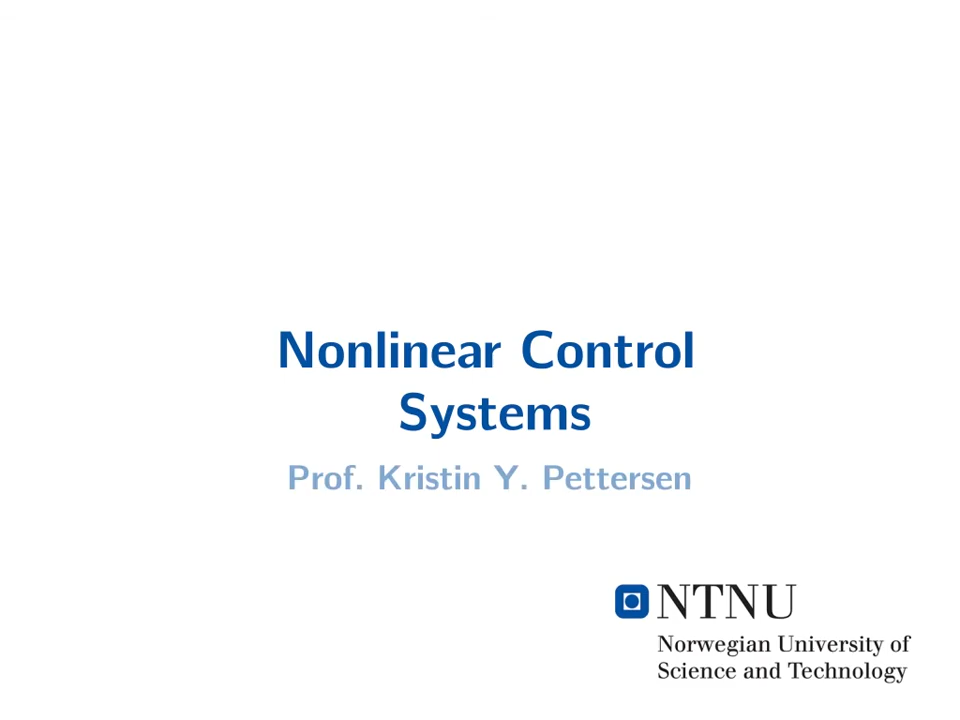 Nonlinear Control
Systems
Prof. Kristin Y. Pettersen
NTNU
Norwegian University of
Science and Technology